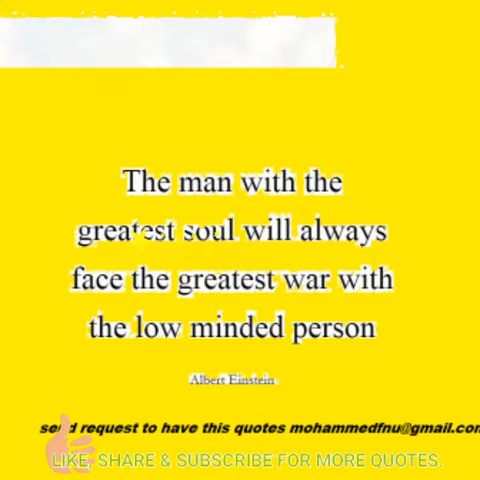 The man with the
greatest soul will always
face the greatest war with
the low minded person
Albert Einstein
send request to have this quotes mohammedfnu@gmail.com
LIKE, SHARE & SUBSCRIBE FOR MORE QUOTES.